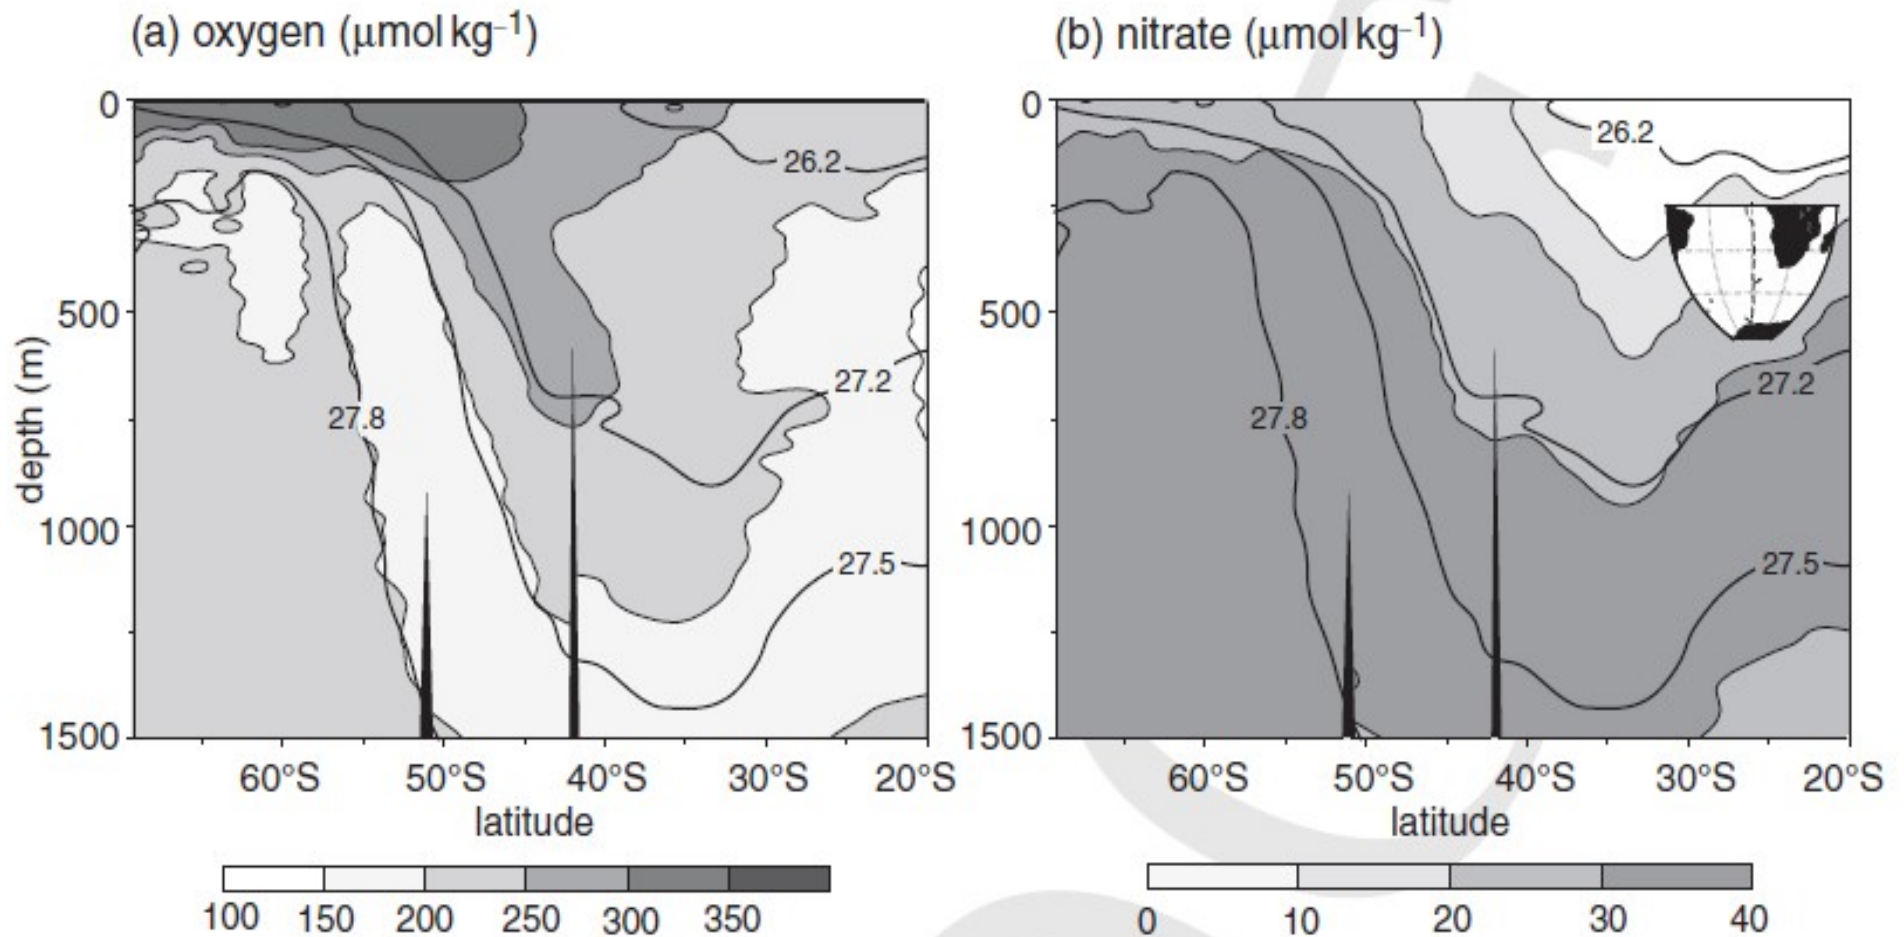 (a) oxygen (μmol kg⁻¹)
0
500
1000
1500
depth (m)
26.2
27.2
27.8
27.5
60°S 50°S 40°S 30°S 20°S
latitude
100 150 200 250 300 350
(b) nitrate (μmol kg⁻¹)
0
500
1000
1500
26.2
27.2
27.8
27.5
60°S 50°S 40°S 30°S 20°S
latitude
0 10 20 30 40